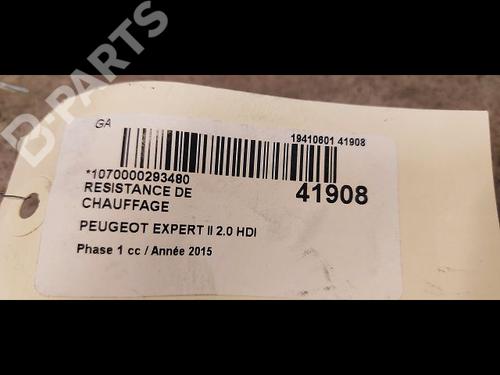 D-PARTS
GA
19410601 41908
*1070000293480
RESISTANCE DE
CHAUFFAGE
41908
PEUGEOT EXPERT II 2.0 HDI
Phase 1 cc / Année 2015